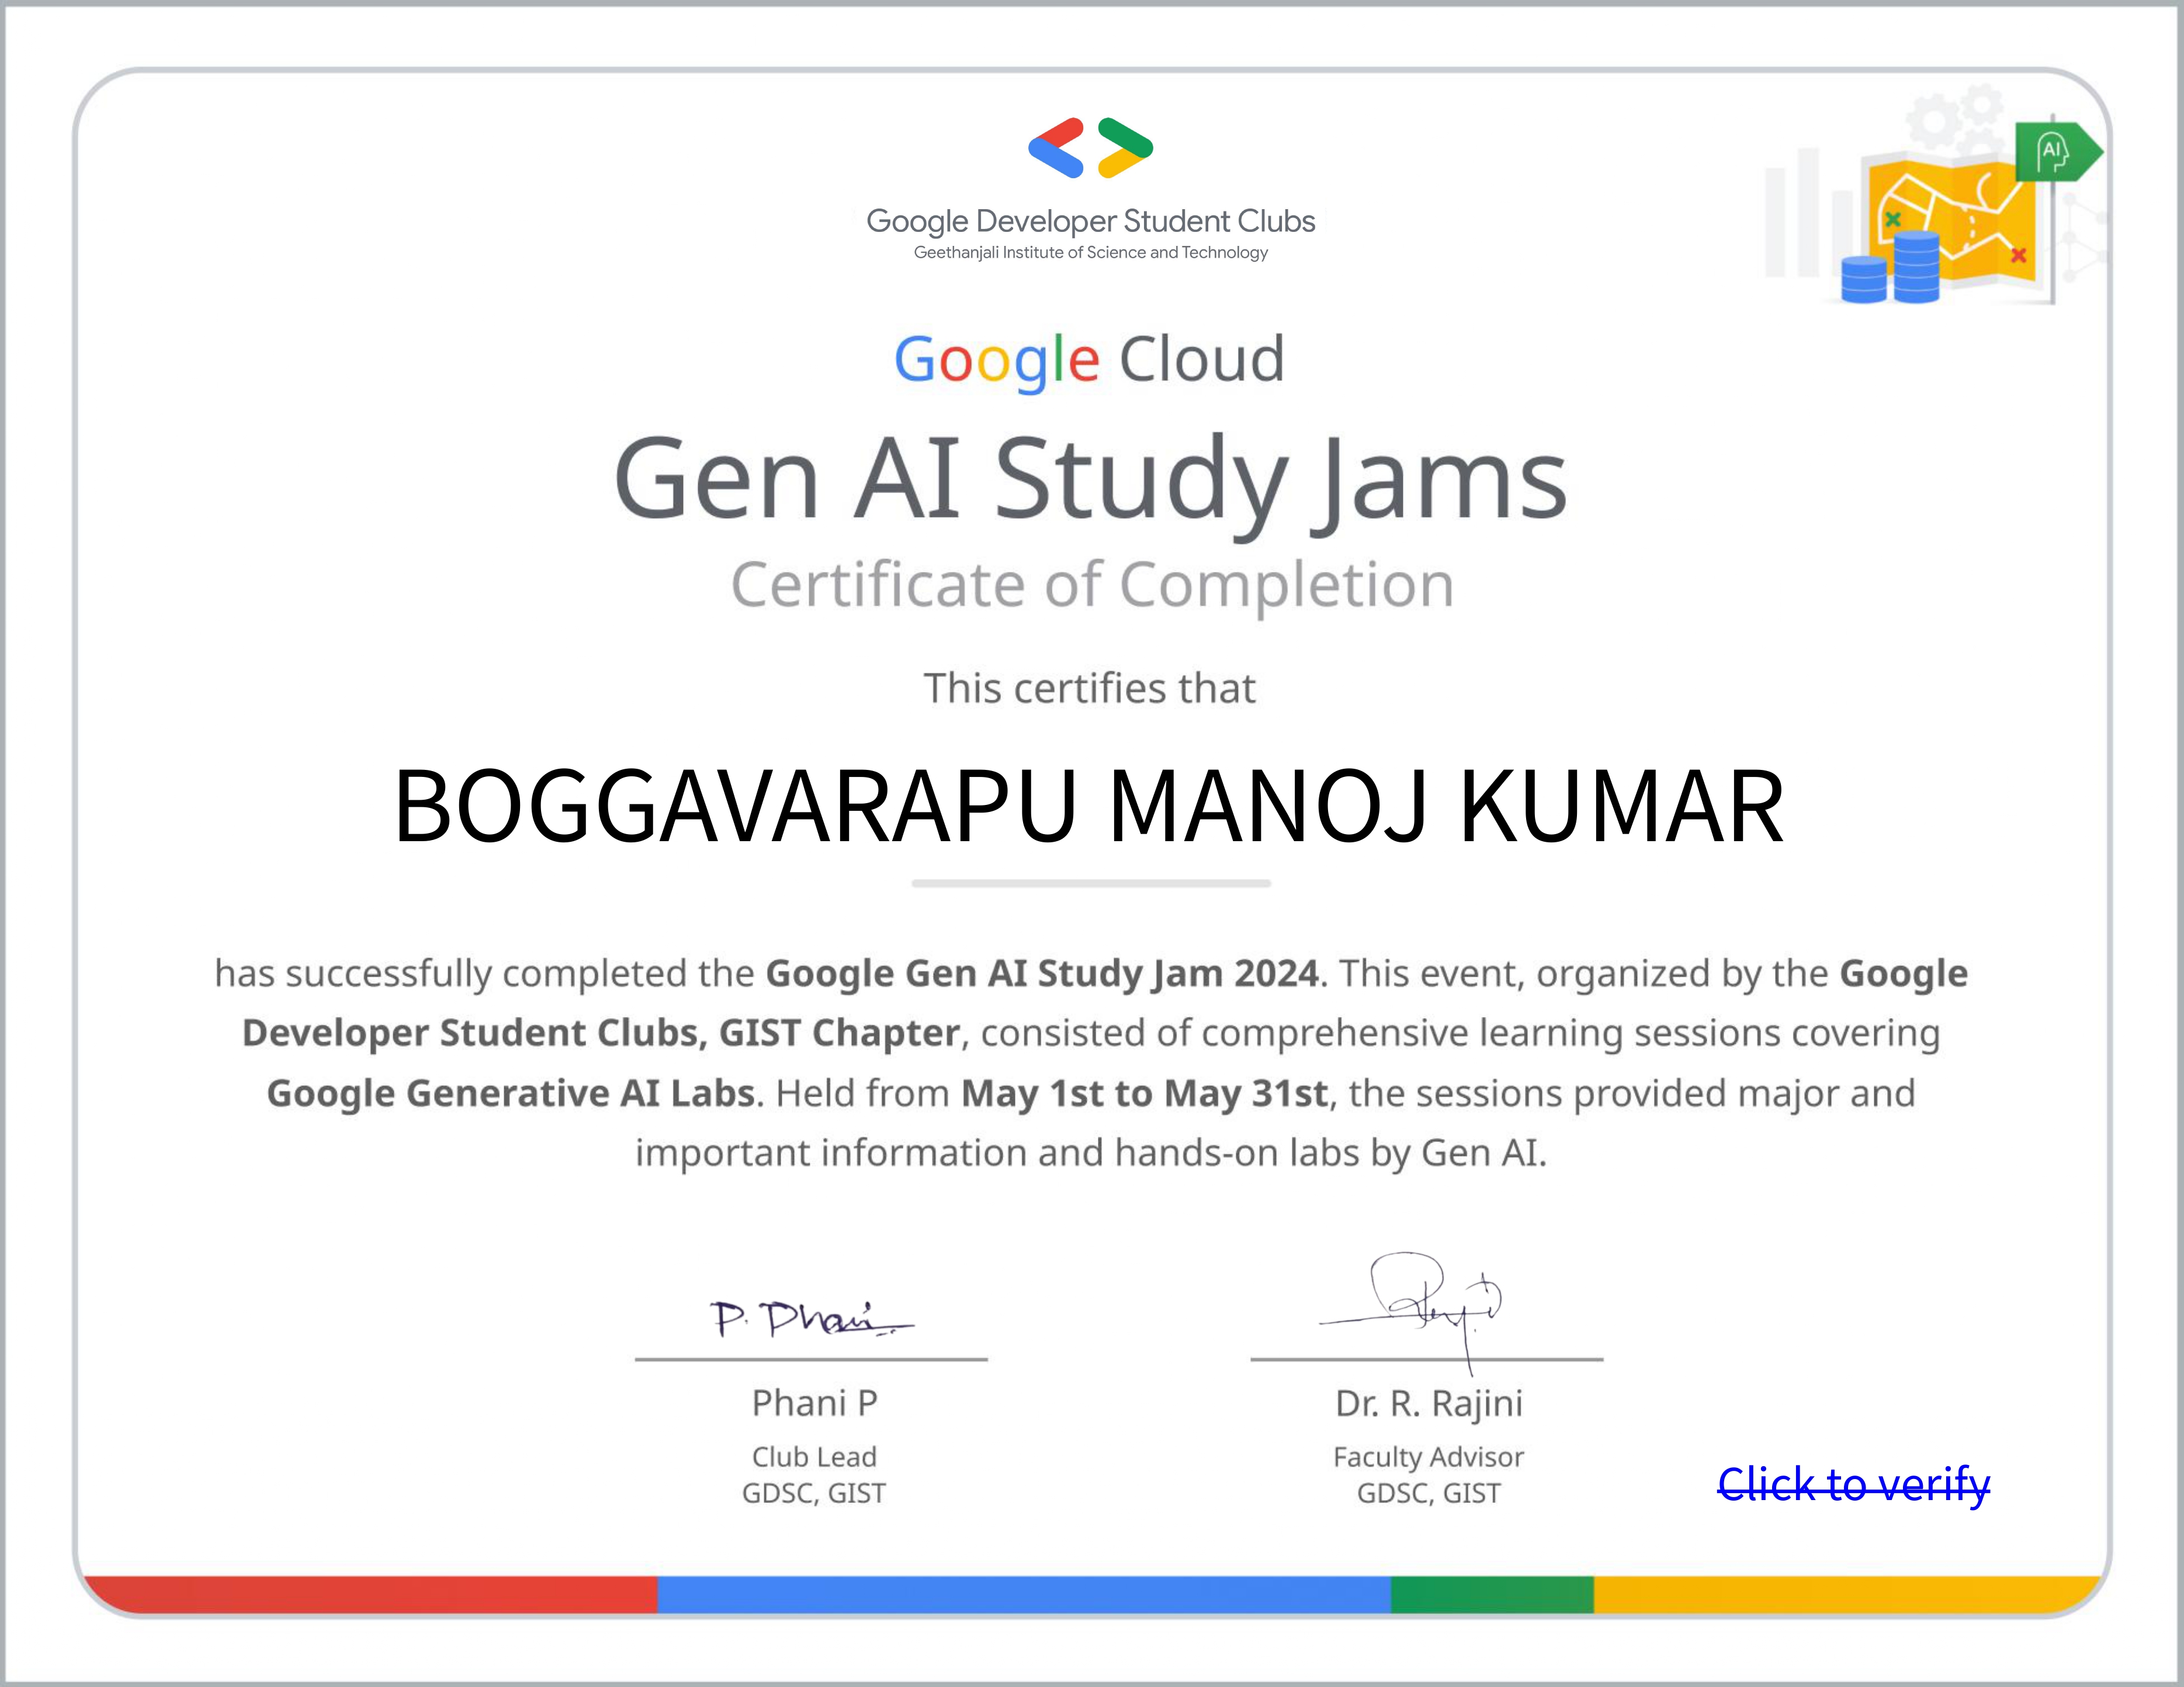 AI
Google Developer Student Clubs
Geethanjali Institute of Science and Technology
Google Cloud
Gen AI Study Jams
Certificate of Completion
This certifies that
BOGGAVARAPU MANOJ KUMAR
has successfully completed the Google Gen AI Study Jam 2024. This event, organized by the Google
Developer Student Clubs, GIST Chapter, consisted of comprehensive learning sessions covering
Google Generative AI Labs. Held from May 1st to May 31st, the sessions provided major and
important information and hands-on labs by Gen AI.
P. Phani
Phani P
Club Lead
GDSC, GIST
Dr. R. Rajini
Faculty Advisor
GDSC, GIST
Click to verify